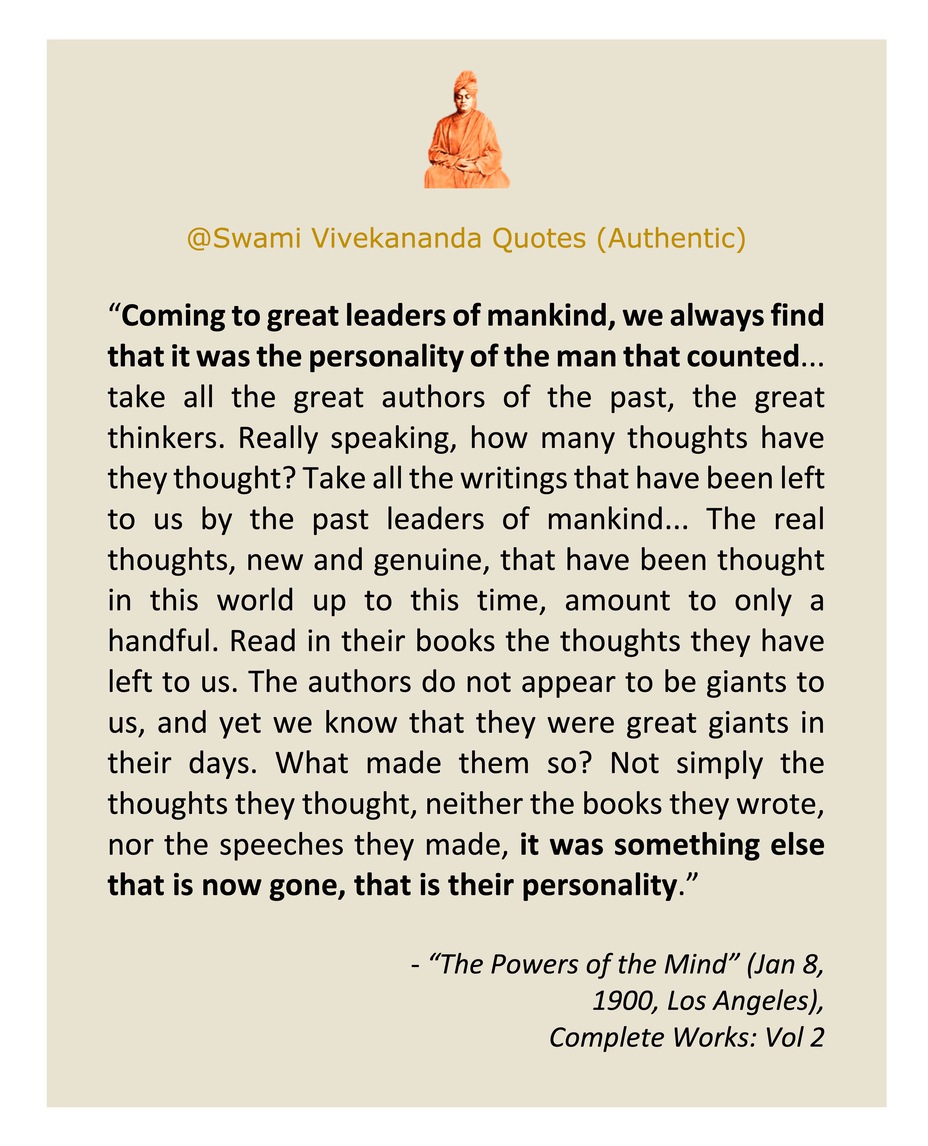 @Swami Vivekananda Quotes (Authentic)
“Coming to great leaders of mankind, we always find
that it was the personality of the man that counted...
take all the great authors of the past, the great
thinkers. Really speaking, how many thoughts have
they thought? Take all the writings that have been left
to us by the past leaders of mankind... The real
thoughts, new and genuine, that have been thought
in this world up to this time, amount to only a
handful. Read in their books the thoughts they have
left to us. The authors do not appear to be giants to
us, and yet we know that they were great giants in
their days. What made them so? Not simply the
thoughts they thought, neither the books they wrote,
nor the speeches they made, it was something else
that is now gone, that is their personality.”
- “The Powers of the Mind” (Jan 8,
1900, Los Angeles),
Complete Works: Vol 2